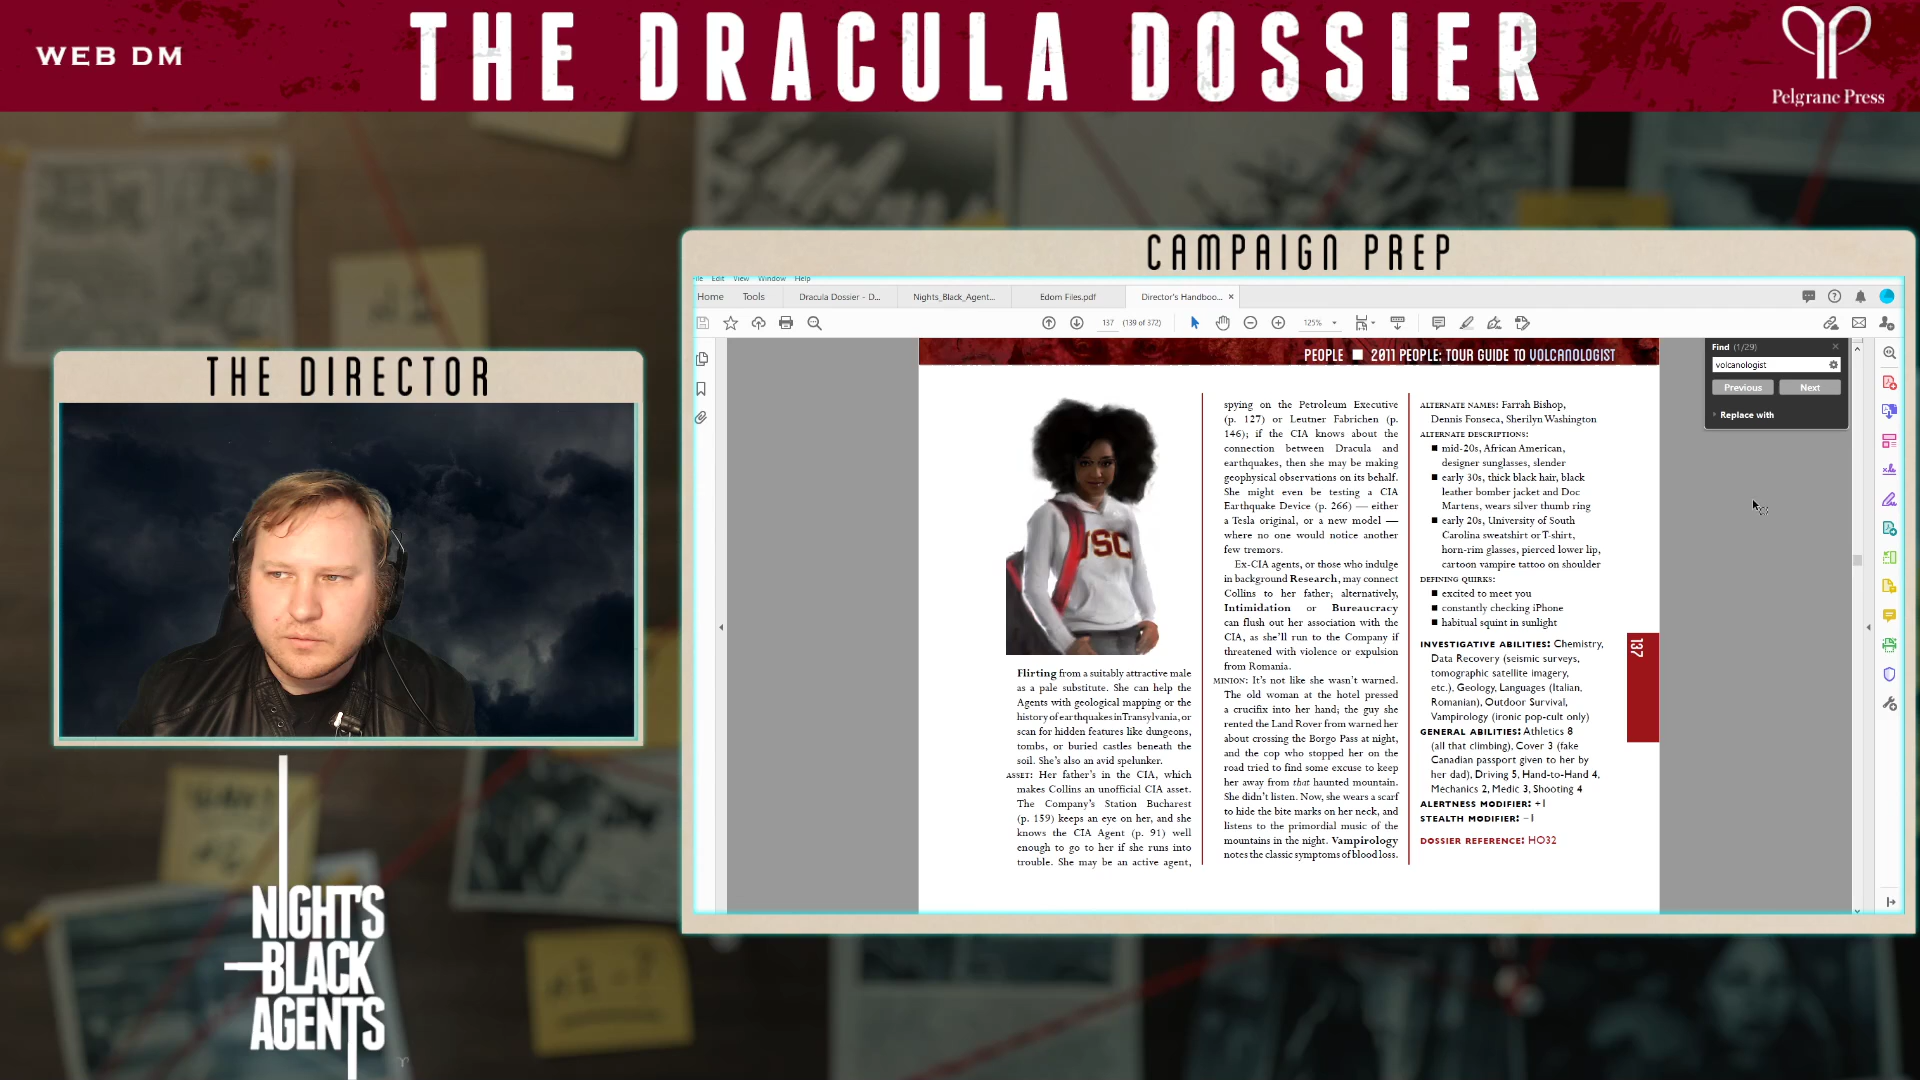 WEB DM
THE DRACULA DOSSIER
Pelgrane Press
CAMPAIGN PREP
Edit View Window Help
Home Tools Dracula Dossier - D... Nights_Black_Agent... Edom Files.pdf Director's Handboo... ×
137 (139 of 372) 125%
PEOPLE ■ 2011 PEOPLE: TOUR GUIDE TO VOLCANOLOGIST
Find (1/29)
volcanologist
Previous Next
Replace with
THE DIRECTOR
USC
Flirting from a suitably attractive male
as a pale substitute. She can help the
Agents with geological mapping or the
history of earthquakes in Transylvania, or
scan for hidden features like dungeons,
tombs, or buried castles beneath the
soil. She's also an avid spelunker.
ASSET: Her father's in the CIA, which
makes Collins an unofficial CIA asset.
The Company's Station Bucharest
(p. 159) keeps an eye on her, and she
knows the CIA Agent (p. 91) well
enough to go to her if she runs into
trouble. She may be an active agent,
spying on the Petroleum Executive
(p. 127) or Leutner Fabrichen (p.
146); if the CIA knows about the
connection between Dracula and
earthquakes, then she may be making
geophysical observations on its behalf.
She might even be testing a CIA
Earthquake Device (p. 266) — either
a Tesla original, or a new model —
where no one would notice another
few tremors.
Ex-CIA agents, or those who indulge
in background Research, may connect
Collins to her father; alternatively,
Intimidation or Bureaucracy
can flush out her association with the
CIA, as she'll run to the Company if
threatened with violence or expulsion
from Romania.
MINION: It's not like she wasn't warned.
The old woman at the hotel pressed
a crucifix into her hand; the guy she
rented the Land Rover from warned her
about crossing the Borgo Pass at night,
and the cop who stopped her on the
road tried to find some excuse to keep
her away from that haunted mountain.
She didn't listen. Now, she wears a scarf
to hide the bite marks on her neck, and
listens to the primordial music of the
mountains in the night. Vampirology
notes the classic symptoms of blood loss.
ALTERNATE NAMES: Farrah Bishop,
Dennis Fonseca, Sherilyn Washington
ALTERNATE DESCRIPTIONS:
■ mid-20s, African American,
designer sunglasses, slender
■ early 30s, thick black hair, black
leather bomber jacket and Doc
Martens, wears silver thumb ring
■ early 20s, University of South
Carolina sweatshirt or T-shirt,
horn-rim glasses, pierced lower lip,
cartoon vampire tattoo on shoulder
DEFINING QUIRKS:
■ excited to meet you
■ constantly checking iPhone
■ habitual squint in sunlight
INVESTIGATIVE ABILITIES: Chemistry,
Data Recovery (seismic surveys,
tomographic satellite imagery,
etc.), Geology, Languages (Italian,
Romanian), Outdoor Survival,
Vampirology (ironic pop-cult only)
GENERAL ABILITIES: Athletics 8
(all that climbing), Cover 3 (fake
Canadian passport given to her by
her dad), Driving 5, Hand-to-Hand 4,
Mechanics 2, Medic 3, Shooting 4
ALERTNESS MODIFIER: +1
STEALTH MODIFIER: –1
DOSSIER REFERENCE: HO32
137
NIGHT'S
BLACK
AGENTS